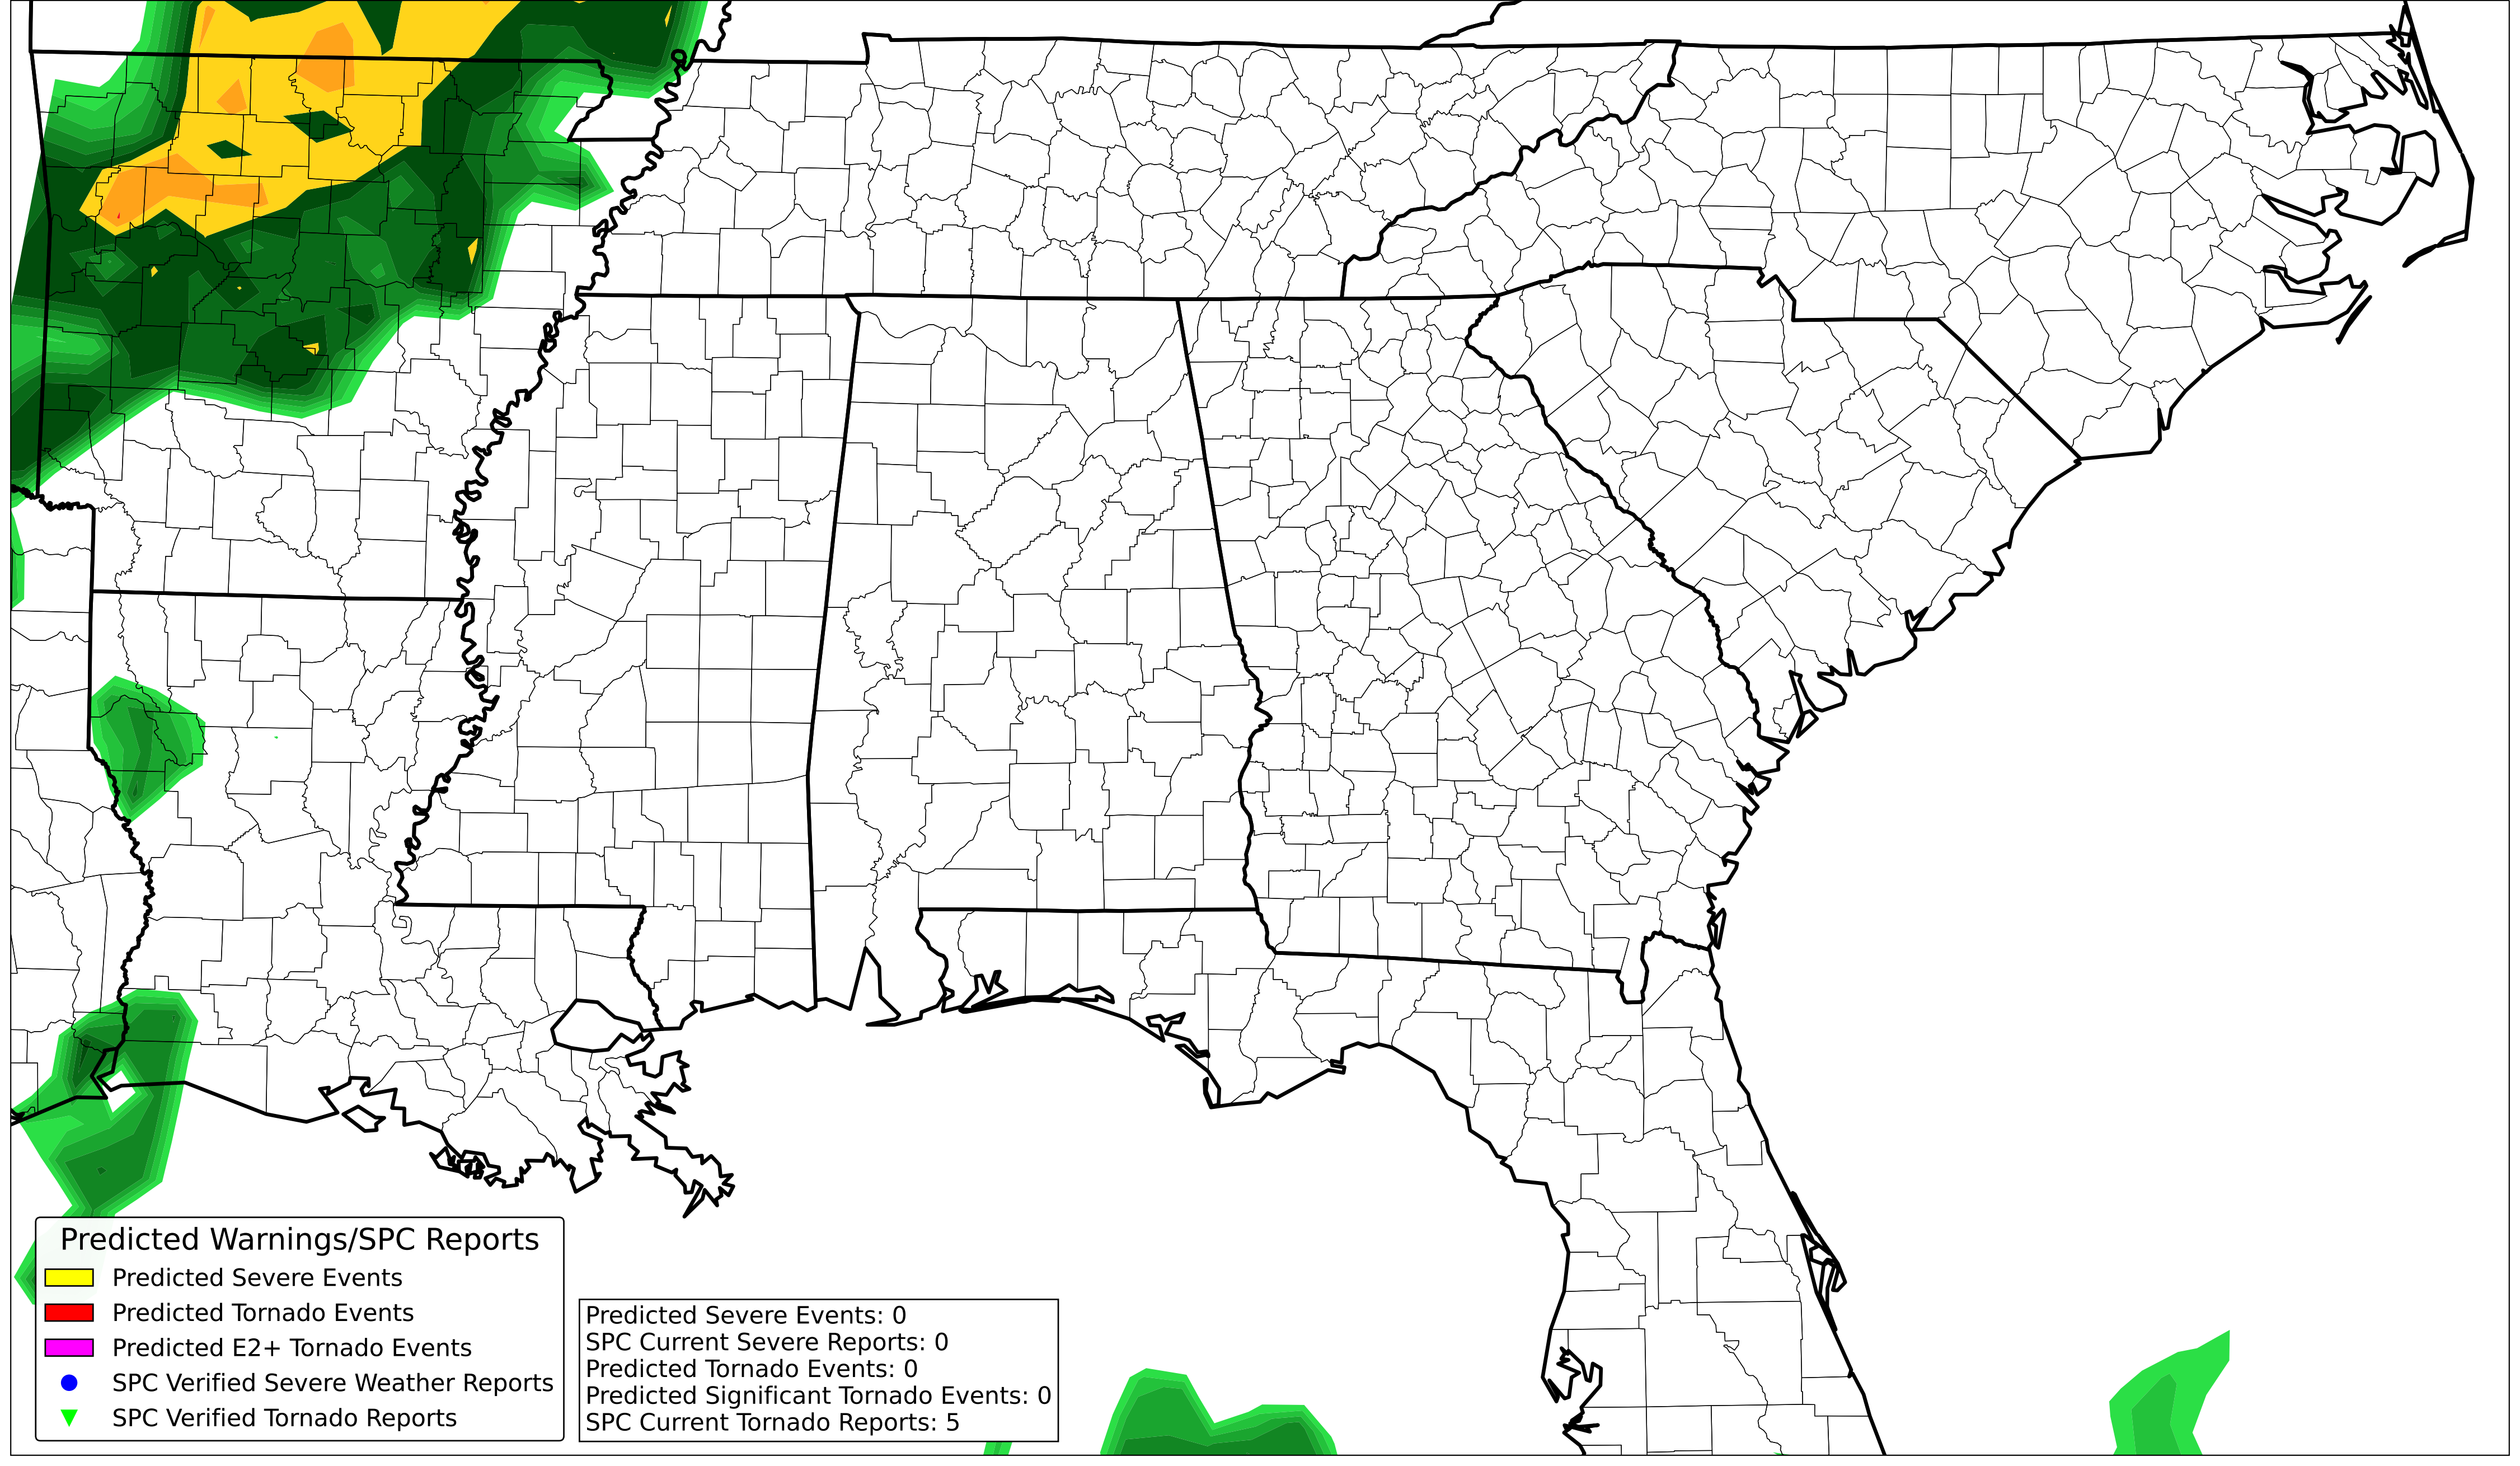 Predicted Warnings/SPC Reports
Predicted Severe Events
Predicted Tornado Events
Predicted E2+ Tornado Events
SPC Verified Severe Weather Reports
SPC Verified Tornado Reports
Predicted Severe Events: 0
SPC Current Severe Reports: 0
Predicted Tornado Events: 0
Predicted Significant Tornado Events: 0
SPC Current Tornado Reports: 5